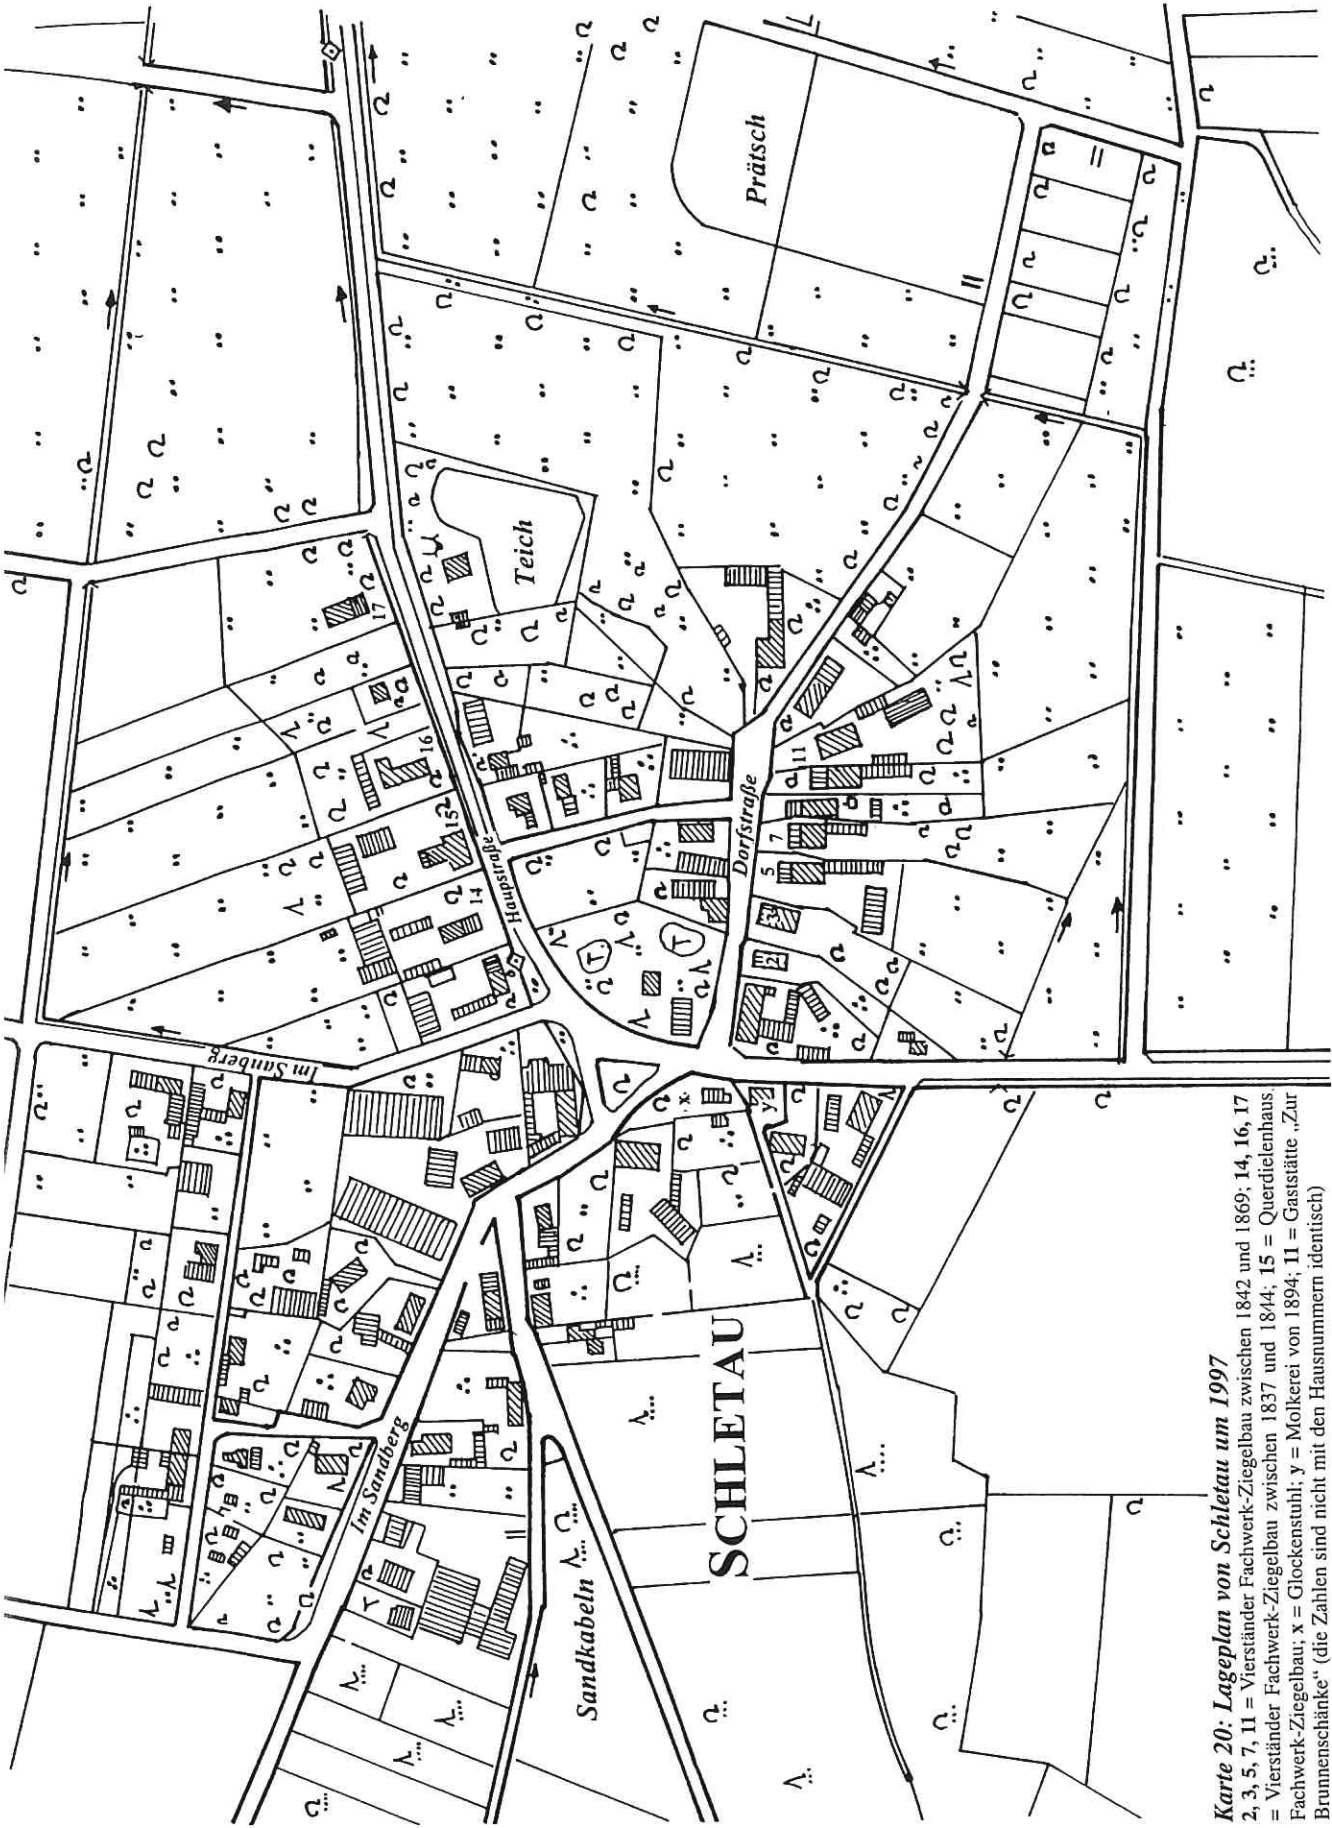 Im Sandberg
Hauptstraße
Im Sandberg
Dorfstraße
Teich
Prätsch
Sandkabeln
SCHLETAU
T.
T.
2
3
5
7
11
14
15
16
17
x
y
Karte 20: Lageplan von Schletau um 1997
2, 3, 5, 7, 11 = Vierständer Fachwerk-Ziegelbau zwischen 1842 und 1869; 14, 16, 17
= Vierständer Fachwerk-Ziegelbau zwischen 1837 und 1844; 15 = Querdielenhaus,
Fachwerk-Ziegelbau; x = Glockenstuhl; y = Molkerei von 1894; 11 = Gaststätte „Zur
Brunnenschänke“ (die Zahlen sind nicht mit den Hausnummern identisch)